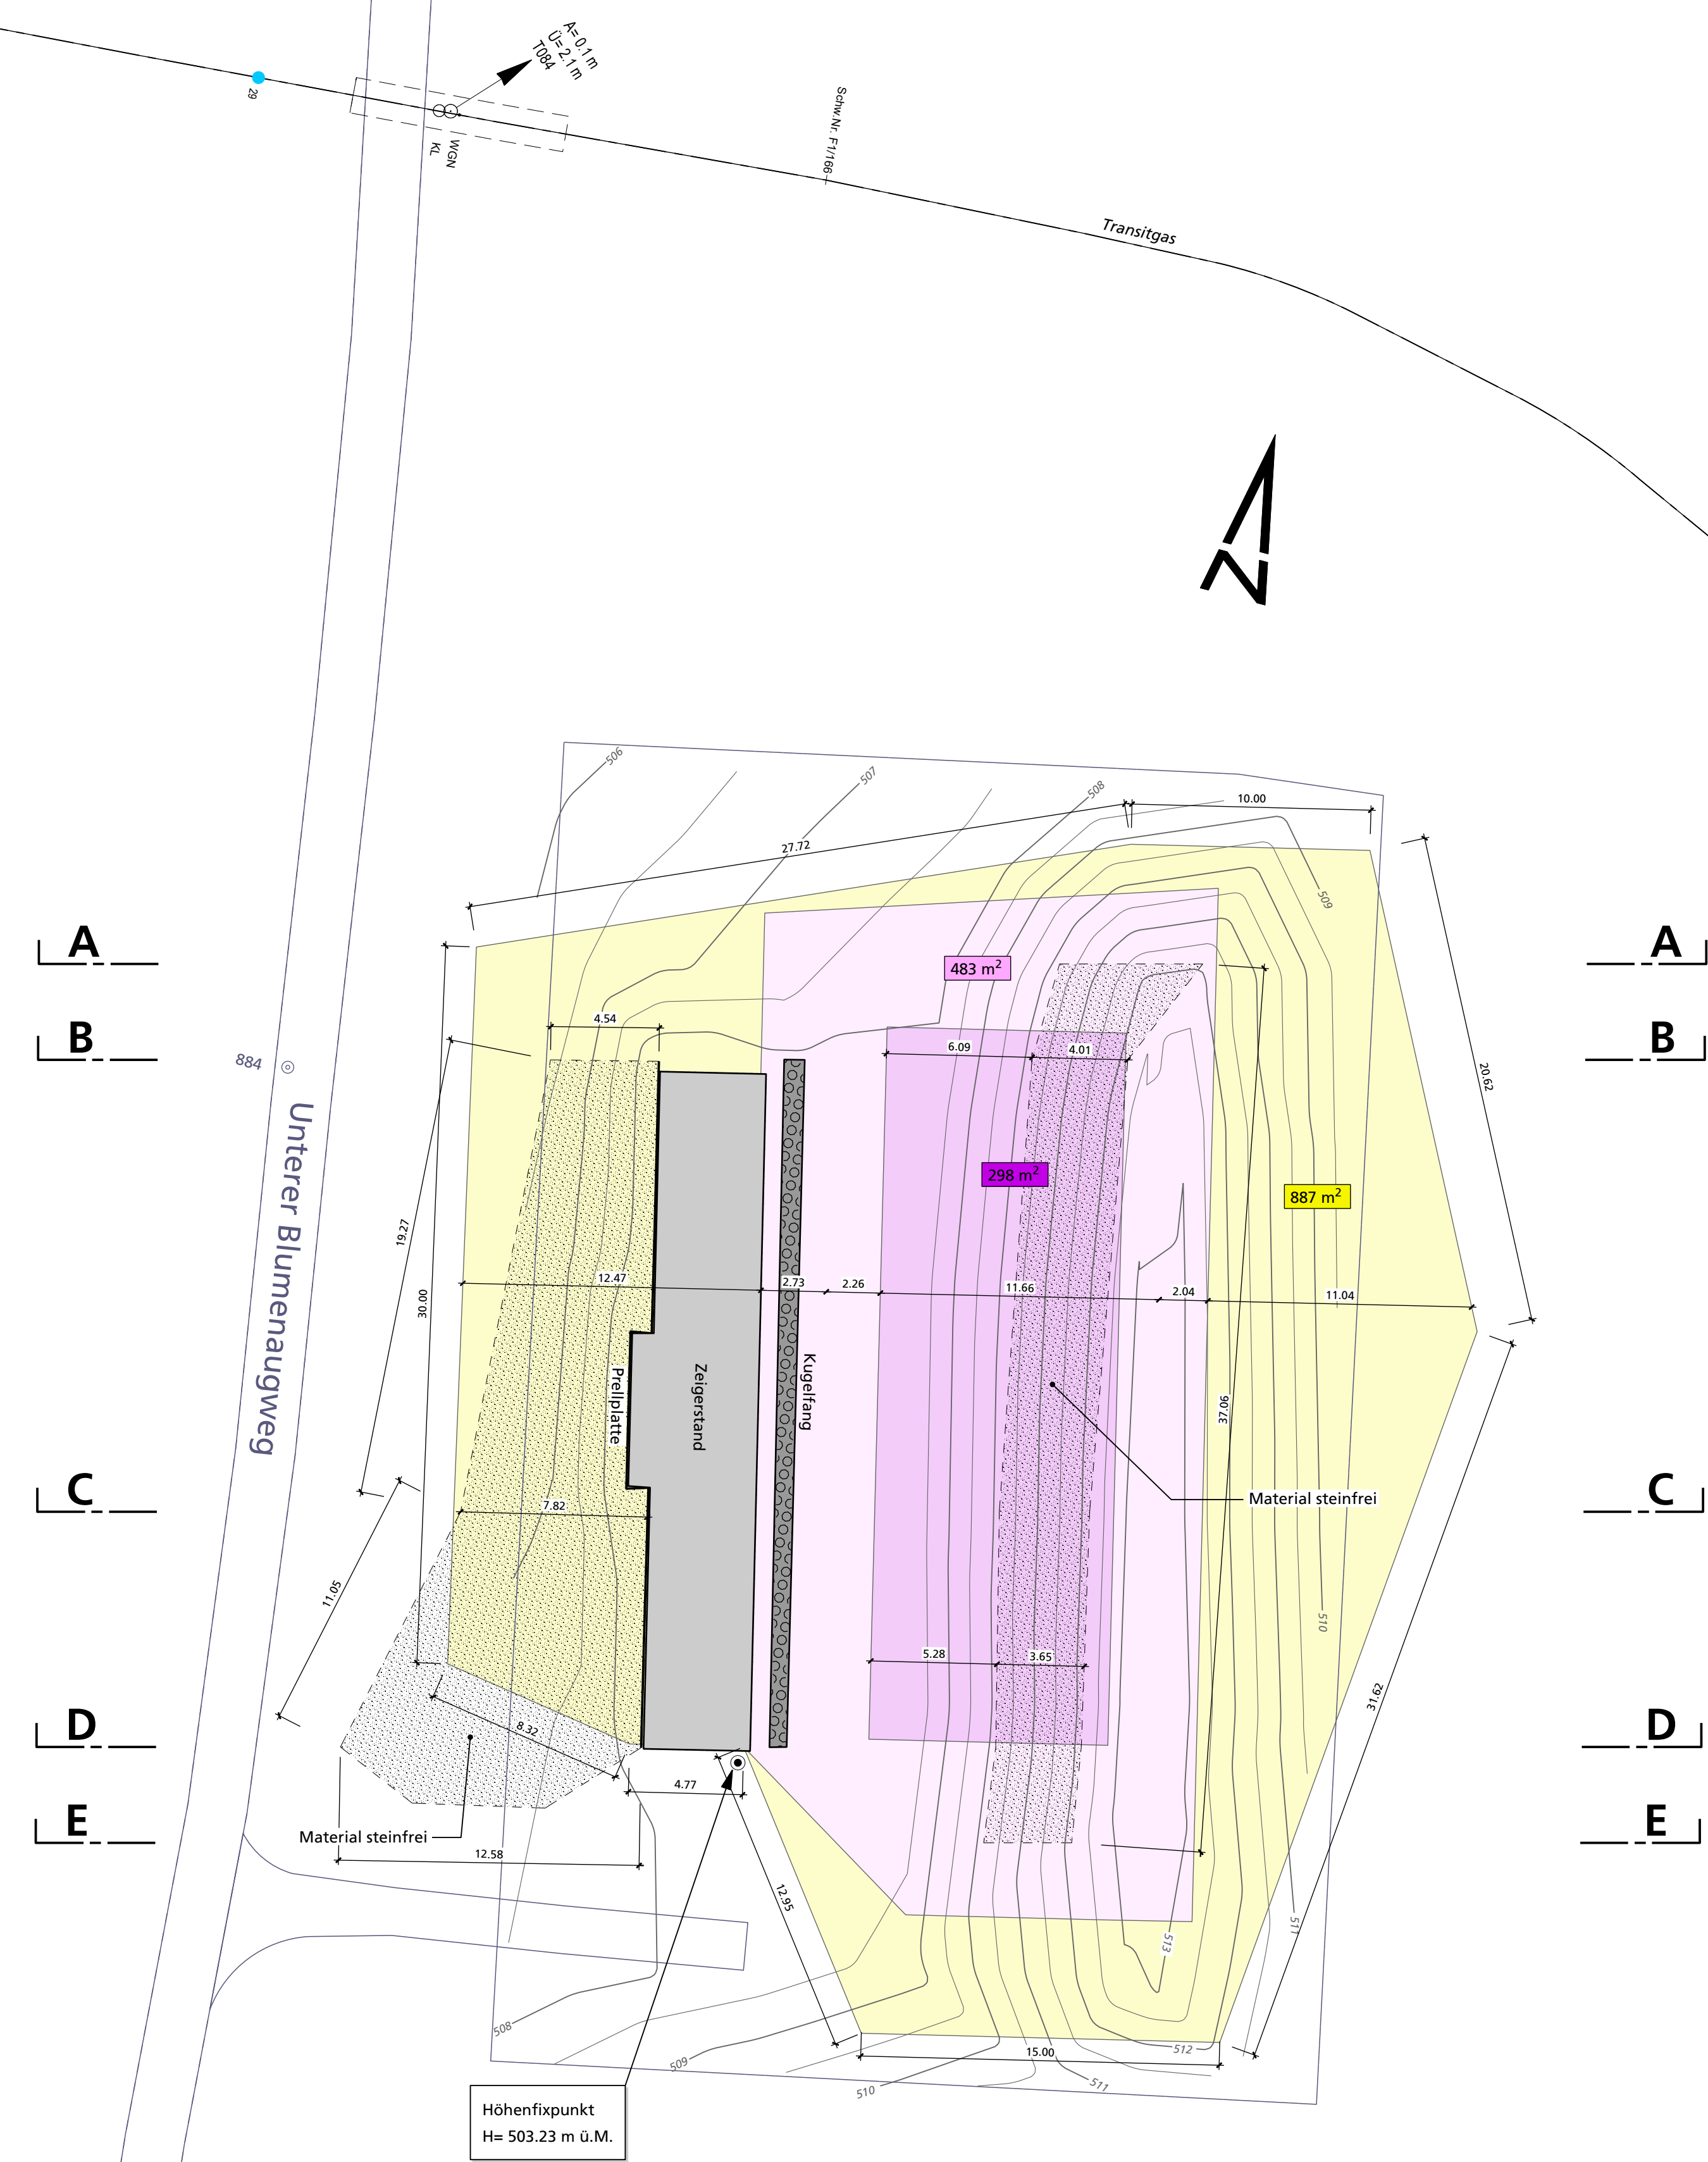 A= 0.1 m
Ü= 2.1 m
T084
29
WGN
KL
Schw.Nr. F1/166
Transitgas
N
506
507
508
10.00
27.72
509
A
A
483 m²
4.54
B
B
6.09
4.01
884
20.62
Unterer Blummenaugweg
298 m²
887 m²
19.27
30.00
12.47
2.73
2.26
11.66
2.04
11.04
Prellplatte
Zeigerstand
Kugelfang
37.06
C
C
Material steinfrei
7.82
11.05
510
5.28
3.65
31.62
D
D
8.32
4.77
E
E
Material steinfrei
12.58
12.95
513
511
508
509
15.00
512
510
511
Höhenfixpunkt
H= 503.23 m ü.M.